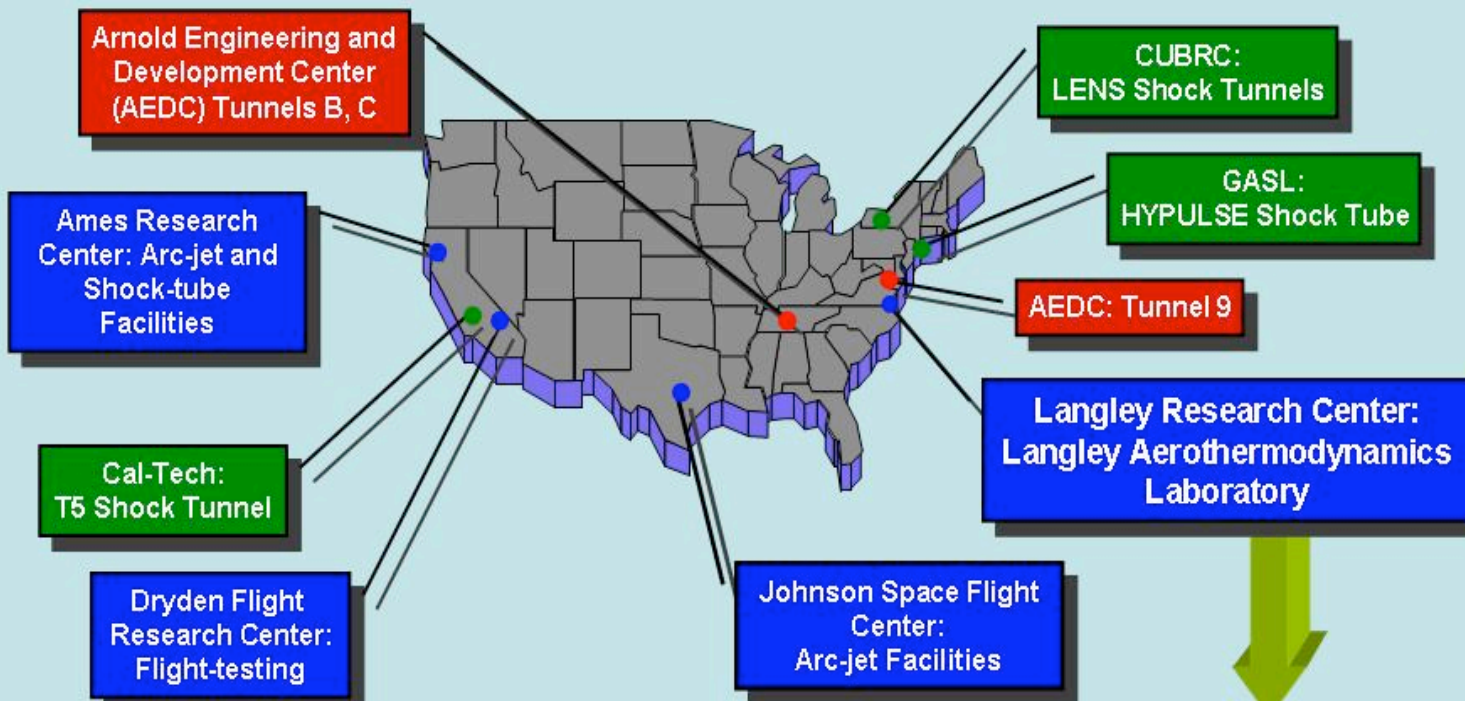 Arnold Engineering and
Development Center
(AEDC) Tunnels B, C
CUBRC:
LENS Shock Tunnels
GASL:
HYPULSE Shock Tube
Ames Research
Center: Arc-jet and
Shock-tube
Facilities
AEDC: Tunnel 9
Langley Research Center:
Langley Aerothermodynamics
Laboratory
Cal-Tech:
T5 Shock Tunnel
Dryden Flight
Research Center:
Flight-testing
Johnson Space Flight
Center:
Arc-jet Facilities